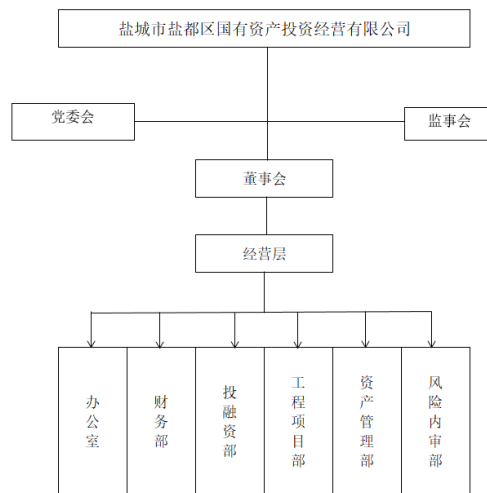 盐城市盐都区国有资产投资经营有限公司
党委会
监事会
董事会
经营层
办公室
财务部
投融资部
工程项目部
资产管理部
风险内审部